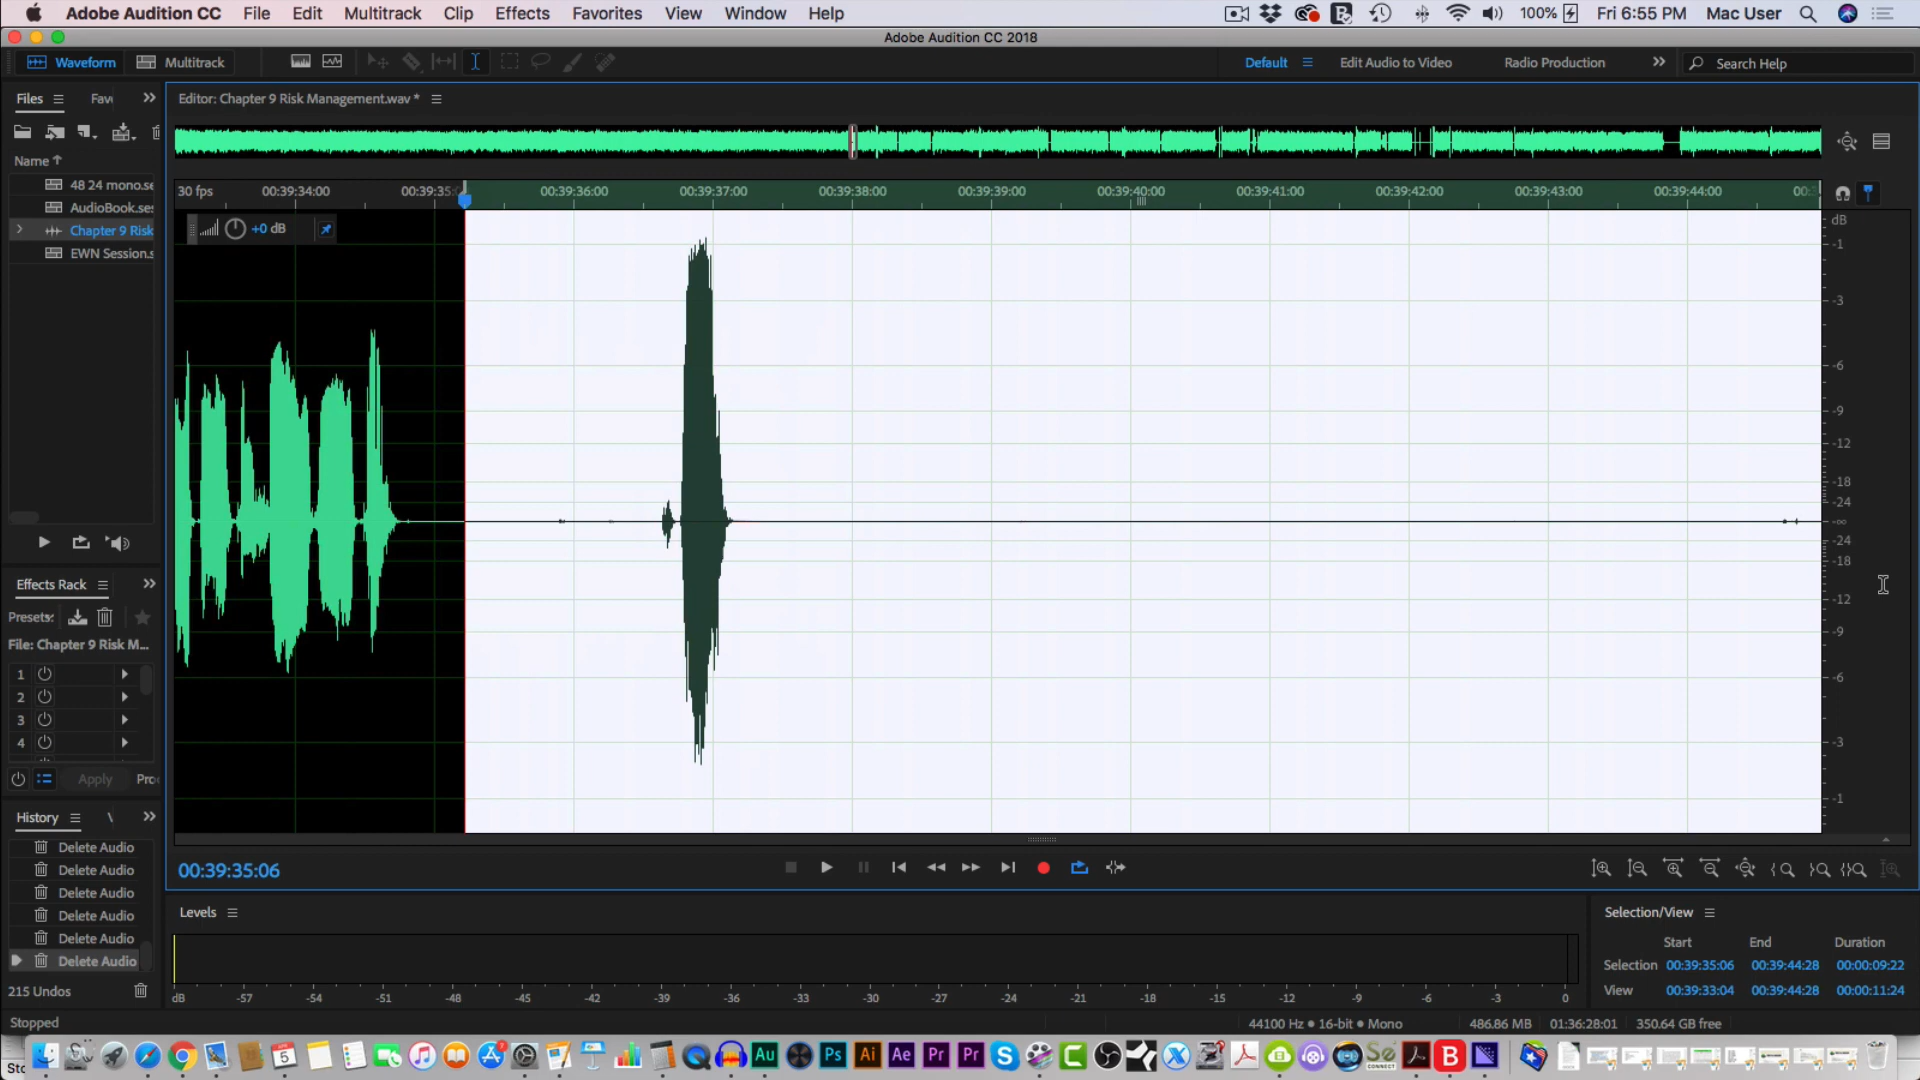 Adobe Audition CC File Edit Multitrack Clip Effects Favorites View Window Help 100% Fri 6:55 PM Mac User
Adobe Audition CC 2018
Waveform Multitrack Default Edit Audio to Video Radio Production Search Help
Files Fav Editor: Chapter 9 Risk Management.wav *
Name
48 24 mono.se
AudioBook.ses
Chapter 9 Risk
EWN Session.s
30 fps 00:39:34:00 00:39:35:0 00:39:36:00 00:39:37:00 00:39:38:00 00:39:39:00 00:39:40:00 00:39:41:00 00:39:42:00 00:39:43:00 00:39:44:00 00:
+0 dB
dB
-1
-3
-6
-9
-12
-18
-24
-∞
-24
-18
-12
-9
-6
-3
-1
Effects Rack
Presets:
File: Chapter 9 Risk M...
1
2
3
4
Apply Pro
History
Delete Audio
Delete Audio
Delete Audio
Delete Audio
Delete Audio
Delete Audio
215 Undos
Stopped
00:39:35:06
Levels
dB -57 -54 -51 -48 -45 -42 -39 -36 -33 -30 -27 -24 -21 -18 -15 -12 -9 -6 -3 0
Selection/View
Start End Duration
Selection 00:39:35:06 00:39:44:28 00:00:09:22
View 00:39:33:04 00:39:44:28 00:00:11:24
44100 Hz • 16-bit • Mono 486.86 MB 01:36:28:01 350.64 GB free
Sto
5 Au Ps Ai Ae Pr Pr S C Se CONNECT B